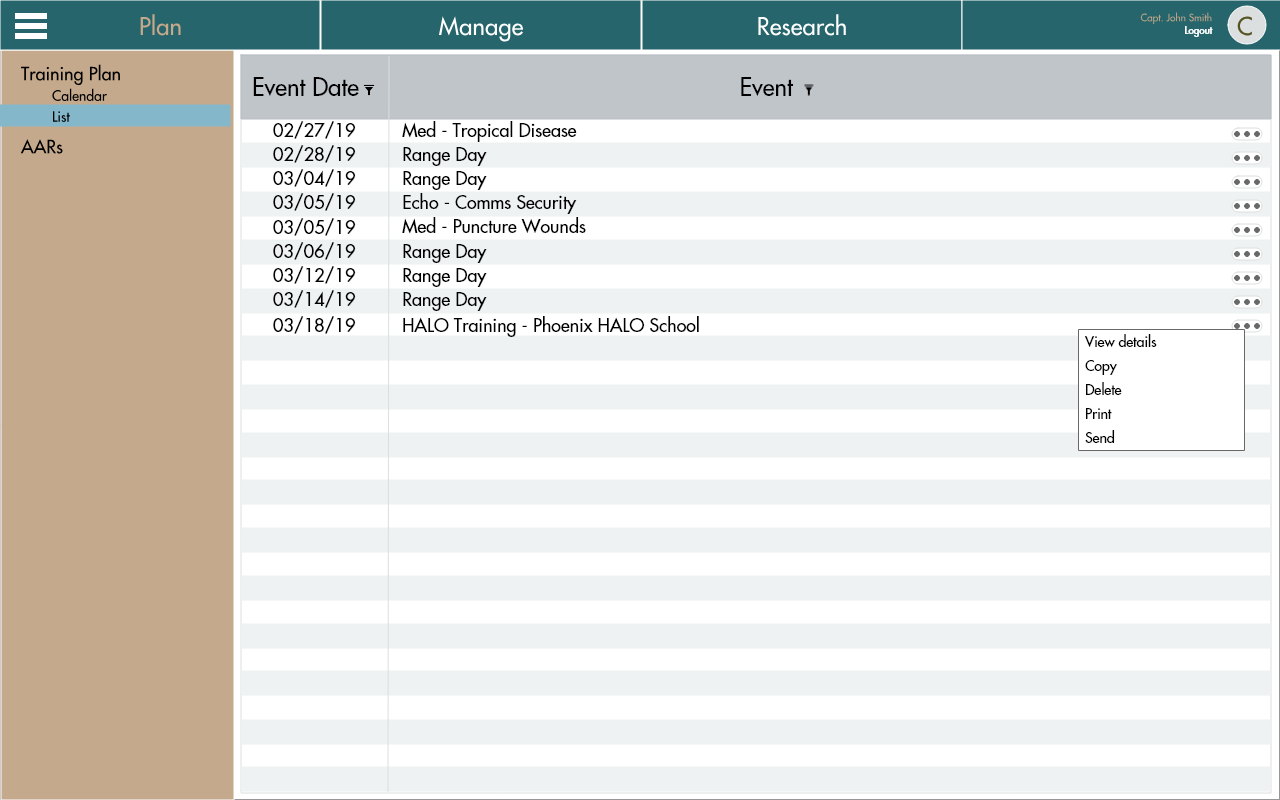 Plan
Manage
Research
Capt. John Smith
Logout
C
Training Plan
Calendar
List
AARs
Event Date
Event
02/27/19 Med - Tropical Disease
02/28/19 Range Day
03/04/19 Range Day
03/05/19 Echo - Comms Security
03/05/19 Med - Puncture Wounds
03/06/19 Range Day
03/12/19 Range Day
03/14/19 Range Day
03/18/19 HALO Training - Phoenix HALO School
View details
Copy
Delete
Print
Send